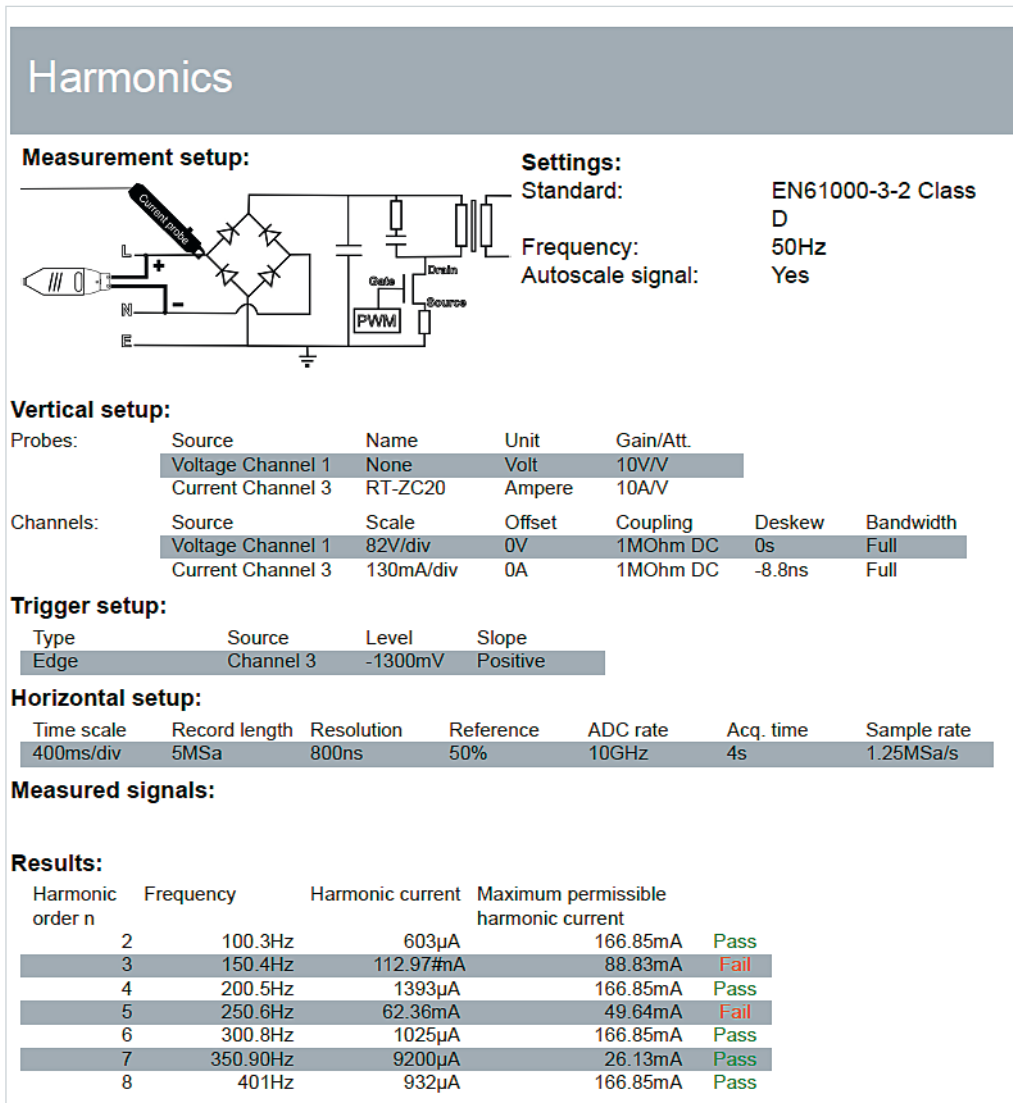 Harmonics
Measurement setup:
Current probe
L
+
N
-
E
Gate
Drain
Source
PWM
Settings:
Standard: EN61000-3-2 Class
D
Frequency: 50Hz
Autoscale signal: Yes
Vertical setup:
Probes: Source Name Unit Gain/Att.
Voltage Channel 1 None Volt 10V/V
Current Channel 3 RT-ZC20 Ampere 10A/V
Channels: Source Scale Offset Coupling Deskew Bandwidth
Voltage Channel 1 82V/div 0V 1MOhm DC 0s Full
Current Channel 3 130mA/div 0A 1MOhm DC -8.8ns Full
Trigger setup:
Type Source Level Slope
Edge Channel 3 -1300mV Positive
Horizontal setup:
Time scale Record length Resolution Reference ADC rate Acq. time Sample rate
400ms/div 5MSa 800ns 50% 10GHz 4s 1.25MSa/s
Measured signals:
Results:
Harmonic Frequency Harmonic current Maximum permissible
order n harmonic current
2 100.3Hz 603µA 166.85mA Pass
3 150.4Hz 112.97#mA 88.83mA Fail
4 200.5Hz 1393µA 166.85mA Pass
5 250.6Hz 62.36mA 49.64mA Fail
6 300.8Hz 1025µA 166.85mA Pass
7 350.90Hz 9200µA 26.13mA Pass
8 401Hz 932µA 166.85mA Pass